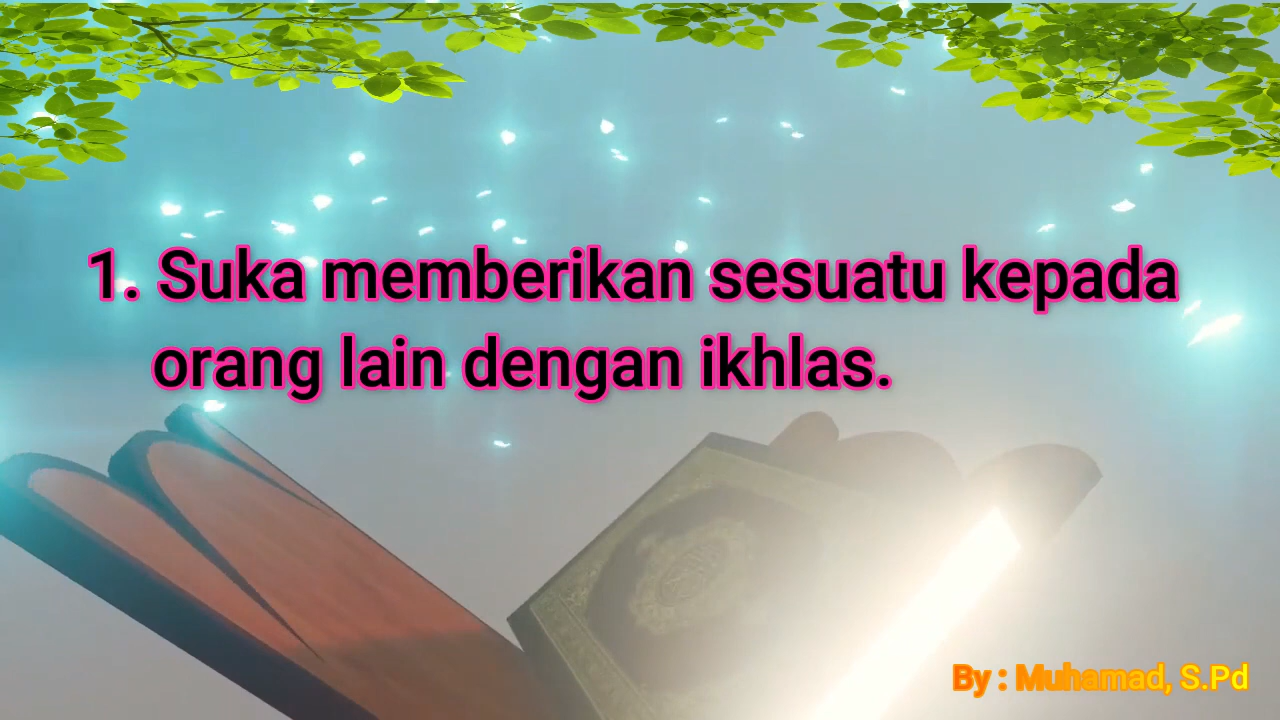 1. Suka memberikan sesuatu kepada
orang lain dengan ikhlas.
By : Muhamad, S.Pd